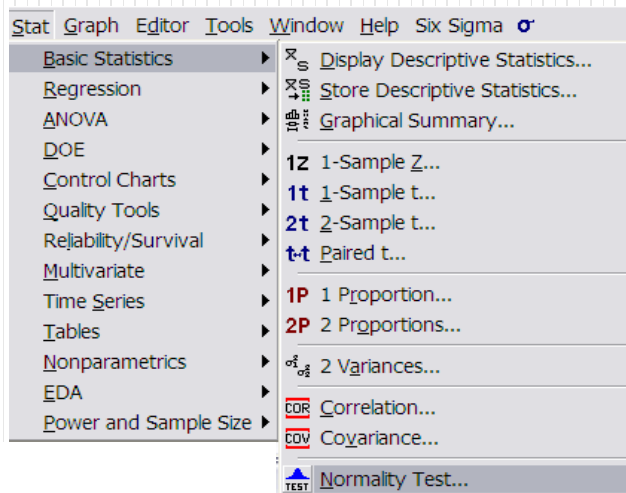 Stat Graph Editor Tools Window Help Six Sigma σ
Basic Statistics
Regression
ANOVA
DOE
Control Charts
Quality Tools
Reliability/Survival
Multivariate
Time Series
Tables
Nonparametrics
EDA
Power and Sample Size
Display Descriptive Statistics...
Store Descriptive Statistics...
Graphical Summary...
1Z 1-Sample Z...
1t 1-Sample t...
2t 2-Sample t...
t-t Paired t...
1P 1 Proportion...
2P 2 Proportions...
2 Variances...
COR Correlation...
COV Covariance...
TEST Normality Test...